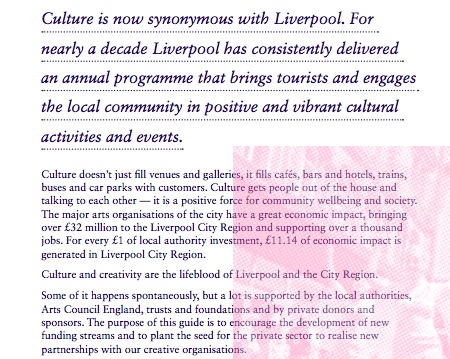 Culture is now synonymous with Liverpool. For
nearly a decade Liverpool has consistently delivered
an annual programme that brings tourists and engages
the local community in positive and vibrant cultural
activities and events.
Culture doesn’t just fill venues and galleries, it fills cafés, bars and hotels, trains,
buses and car parks with customers. Culture gets people out of the house and
talking to each other — it is a positive force for community wellbeing and society.
The major arts organisations of the city have a great economic impact, bringing
over £32 million to the Liverpool City Region and supporting over a thousand
jobs. For every £1 of local authority investment, £11.14 of economic impact is
generated in Liverpool City Region.
Culture and creativity are the lifeblood of Liverpool and the City Region.
Some of it happens spontaneously, but a lot is supported by the local authorities,
Arts Council England, trusts and foundations and by private donors and
sponsors. The purpose of this guide is to encourage the development of new
funding streams and to plant the seed for the private sector to realise new
partnerships with our creative organisations.